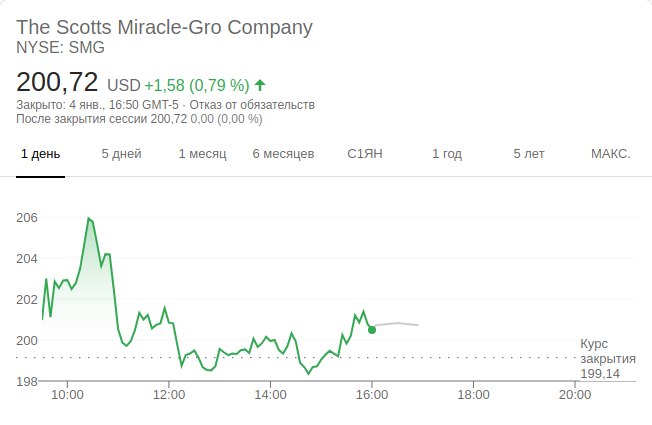 The Scotts Miracle-Gro Company
NYSE: SMG
200,72 USD +1,58 (0,79 %)
Закрыто: 4 янв., 16:50 GMT-5 · Отказ от обязательств
После закрытия сессии 200,72 0,00 (0,00 %)
1 день 5 дней 1 месяц 6 месяцев С1ЯН 1 год 5 лет МАКС.
206
204
202
200
198
Курс
закрытия
199,14
10:00 12:00 14:00 16:00 18:00 20:00